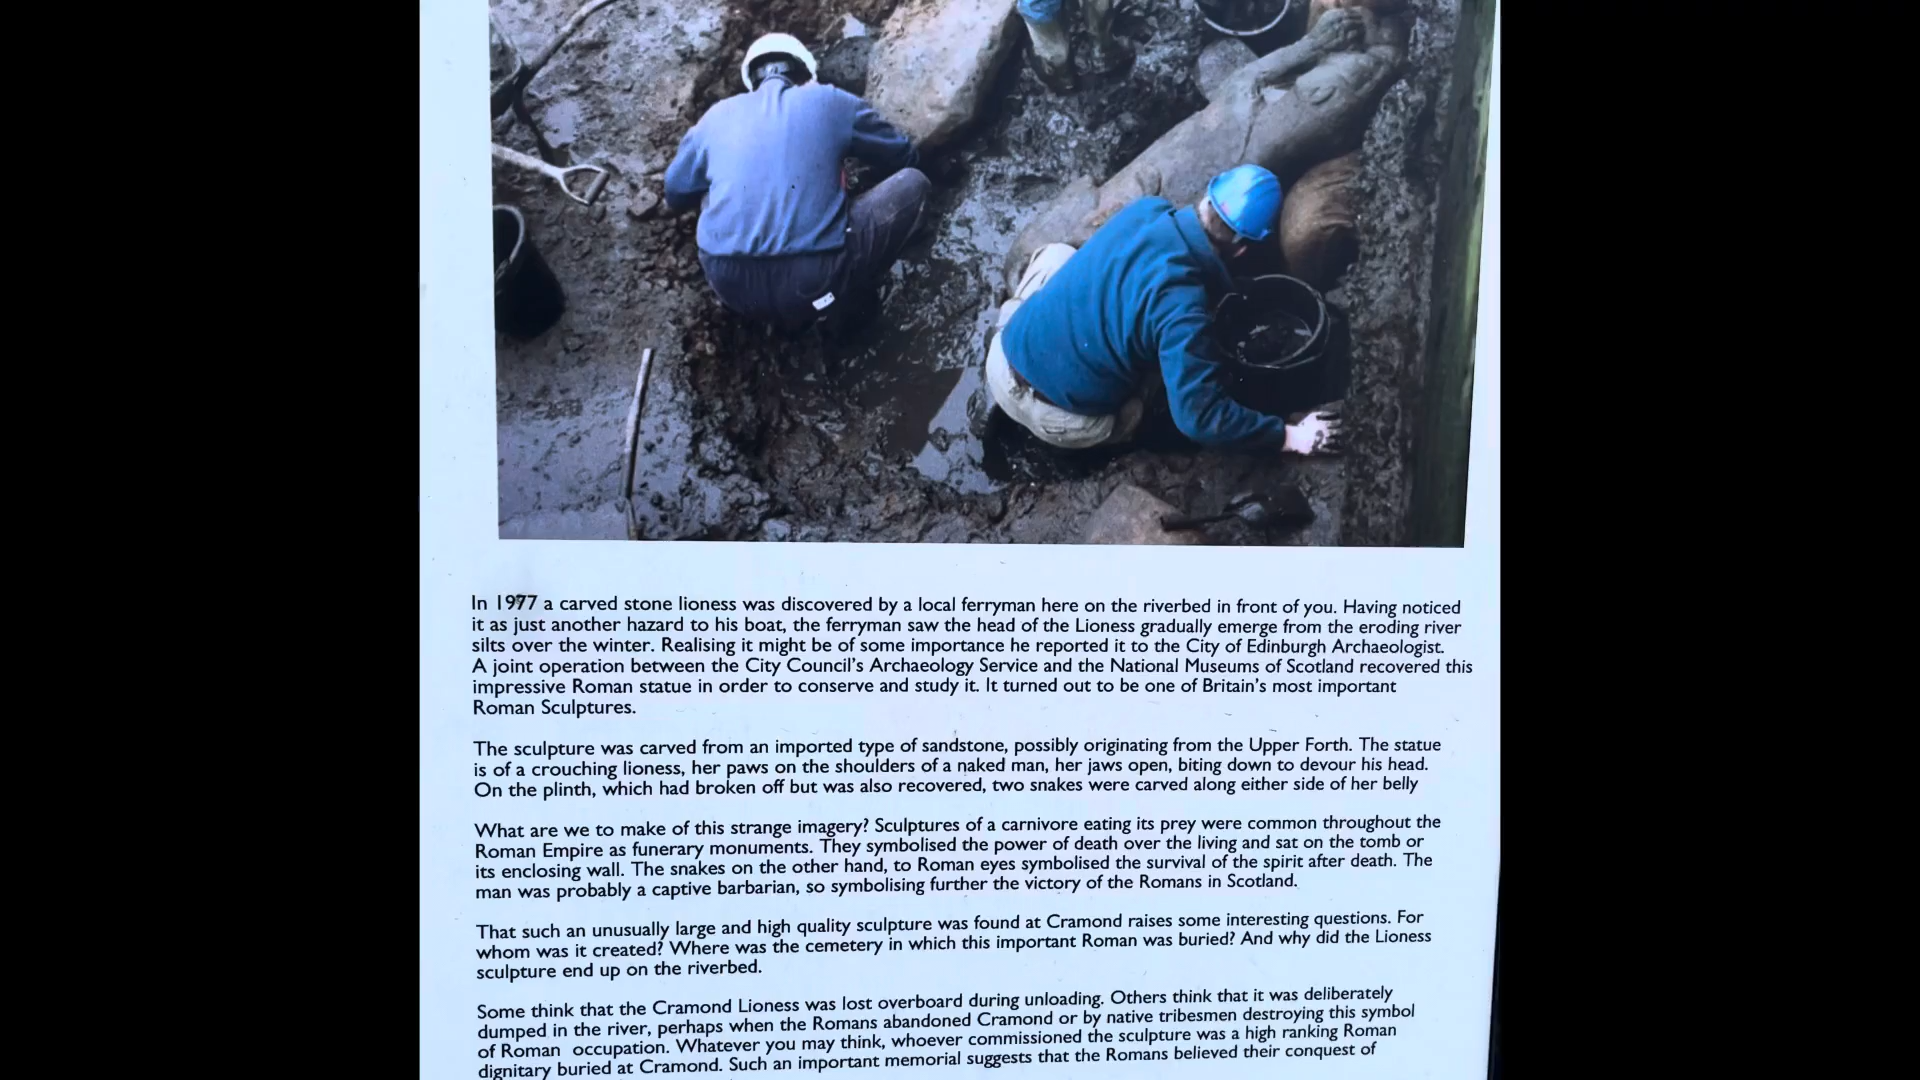 In 1977 a carved stone lioness was discovered by a local ferryman here on the riverbed in front of you. Having noticed
it as just another hazard to his boat, the ferryman saw the head of the Lioness gradually emerge from the eroding river
silts over the winter. Realising it might be of some importance he reported it to the City of Edinburgh Archaeologist.
A joint operation between the City Council's Archaeology Service and the National Museums of Scotland recovered this
impressive Roman statue in order to conserve and study it. It turned out to be one of Britain's most important
Roman Sculptures.
The sculpture was carved from an imported type of sandstone, possibly originating from the Upper Forth. The statue
is of a crouching lioness, her paws on the shoulders of a naked man, her jaws open, biting down to devour his head.
On the plinth, which had broken off but was also recovered, two snakes were carved along either side of her belly
What are we to make of this strange imagery? Sculptures of a carnivore eating its prey were common throughout the
Roman Empire as funerary monuments. They symbolised the power of death over the living and sat on the tomb or
its enclosing wall. The snakes on the other hand, to Roman eyes symbolised the survival of the spirit after death. The
man was probably a captive barbarian, so symbolising further the victory of the Romans in Scotland.
That such an unusually large and high quality sculpture was found at Cramond raises some interesting questions. For
whom was it created? Where was the cemetery in which this important Roman was buried? And why did the Lioness
sculpture end up on the riverbed.
Some think that the Cramond Lioness was lost overboard during unloading. Others think that it was deliberately
dumped in the river, perhaps when the Romans abandoned Cramond or by native tribesmen destroying this symbol
of Roman occupation. Whatever you may think, whoever commissioned the sculpture was a high ranking Roman
dignitary buried at Cramond. Such an important memorial suggests that the Romans believed their conquest of